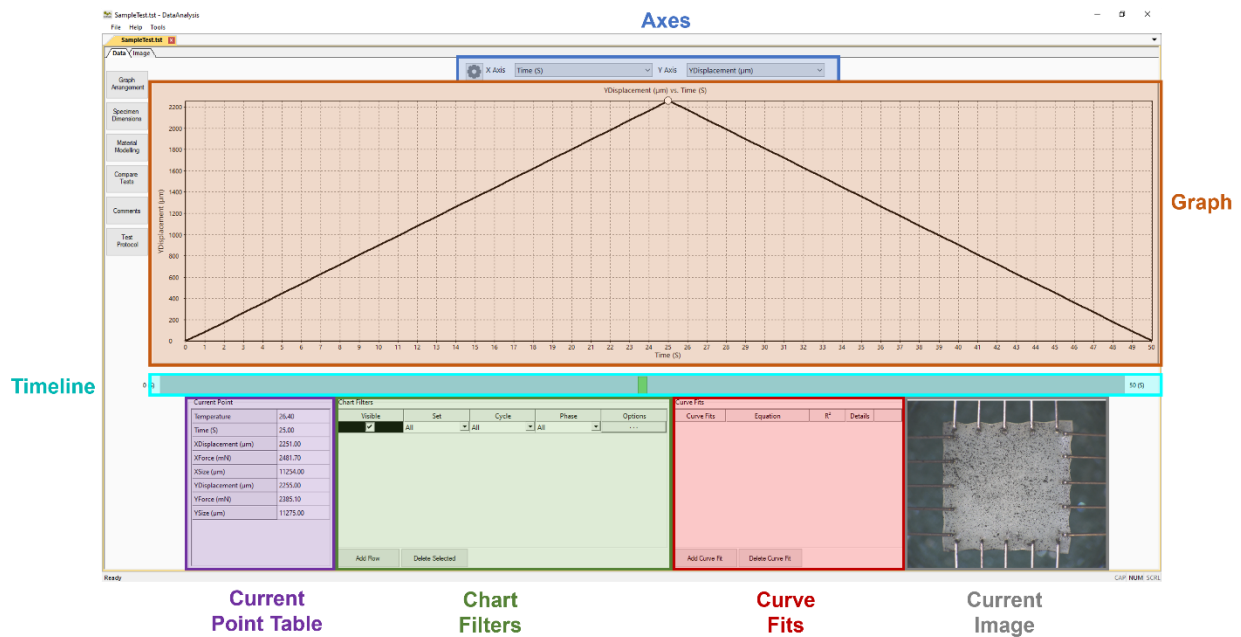 SampleTest.tst - DataAnalysis
Axes
File Help Tools
SampleTest.tst
Data Image
X Axis Time (S) Y Axis YDisplacement (µm)
Graph
Arrangement
Specimen
Dimensions
Material
Modelling
Compare
Tests
Comments
Test
Protocol
YDisplacement (µm) vs. Time (S)
YDisplacement (µm)
2200
2000
1800
1600
1400
1200
1000
800
600
400
200
0
0 1 2 3 4 5 6 7 8 9 10 11 12 13 14 15 16 17 18 19 20 21 22 23 24 25 26 27 28 29 30 31 32 33 34 35 36 37 38 39 40 41 42 43 44 45 46 47 48 49 50
Time (S)
Graph
Timeline
0 (S)
50 (S)
Current Point
Temperature 26.40
Time (S) 25.00
XDisplacement (µm) 2251.00
XForce (mN) 2481.70
XSize (µm) 11254.00
YDisplacement (µm) 2255.00
YForce (mN) 2385.10
YSize (µm) 11275.00
Chart Filters
Visible Set Cycle Phase Options
All All All ...
Add Row Delete Selected
Curve Fits
Curve Fits Equation R² Details
Add Curve Fit Delete Curve Fit
Ready
CAP NUM SCRL
Current
Point Table
Chart
Filters
Curve
Fits
Current
Image